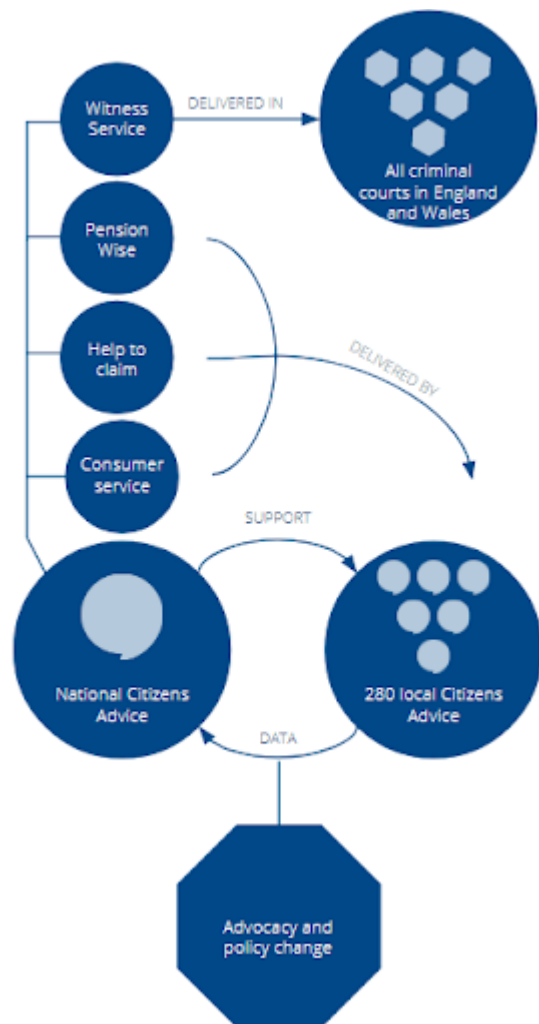 Witness
Service
DELIVERED IN
All criminal
courts in England
and Wales
Pension
Wise
Help to
claim
DELIVERED BY
Consumer
service
SUPPORT
National Citizens
Advice
280 local Citizens
Advice
DATA
Advocacy and
policy change